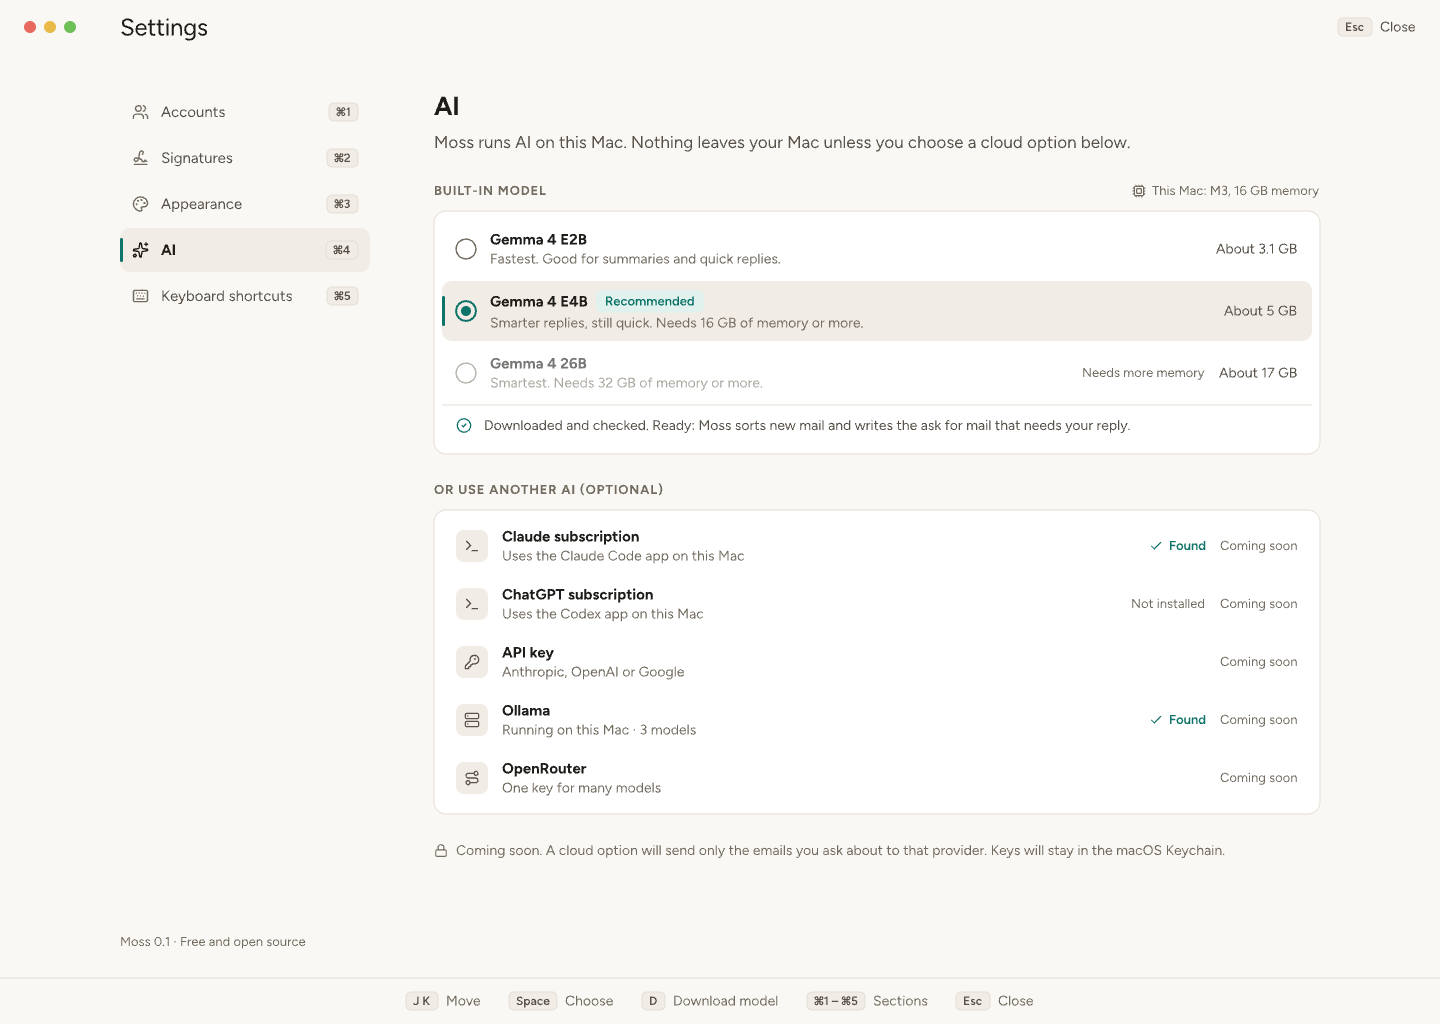 Settings
Esc Close
Accounts ⌘1
Signatures ⌘2
Appearance ⌘3
AI ⌘4
Keyboard shortcuts ⌘5
AI
Moss runs AI on this Mac. Nothing leaves your Mac unless you choose a cloud option below.
BUILT-IN MODEL
This Mac: M3, 16 GB memory
Gemma 4 E2B
Fastest. Good for summaries and quick replies.
About 3.1 GB
Gemma 4 E4B Recommended
Smarter replies, still quick. Needs 16 GB of memory or more.
About 5 GB
Gemma 4 26B
Smartest. Needs 32 GB of memory or more.
Needs more memory About 17 GB
Downloaded and checked. Ready: Moss sorts new mail and writes the ask for mail that needs your reply.
OR USE ANOTHER AI (OPTIONAL)
Claude subscription
Uses the Claude Code app on this Mac
Found Coming soon
ChatGPT subscription
Uses the Codex app on this Mac
Not installed Coming soon
API key
Anthropic, OpenAI or Google
Coming soon
Ollama
Running on this Mac · 3 models
Found Coming soon
OpenRouter
One key for many models
Coming soon
Coming soon. A cloud option will send only the emails you ask about to that provider. Keys will stay in the macOS Keychain.
Moss 0.1 · Free and open source
J K Move Space Choose D Download model ⌘1 – ⌘5 Sections Esc Close